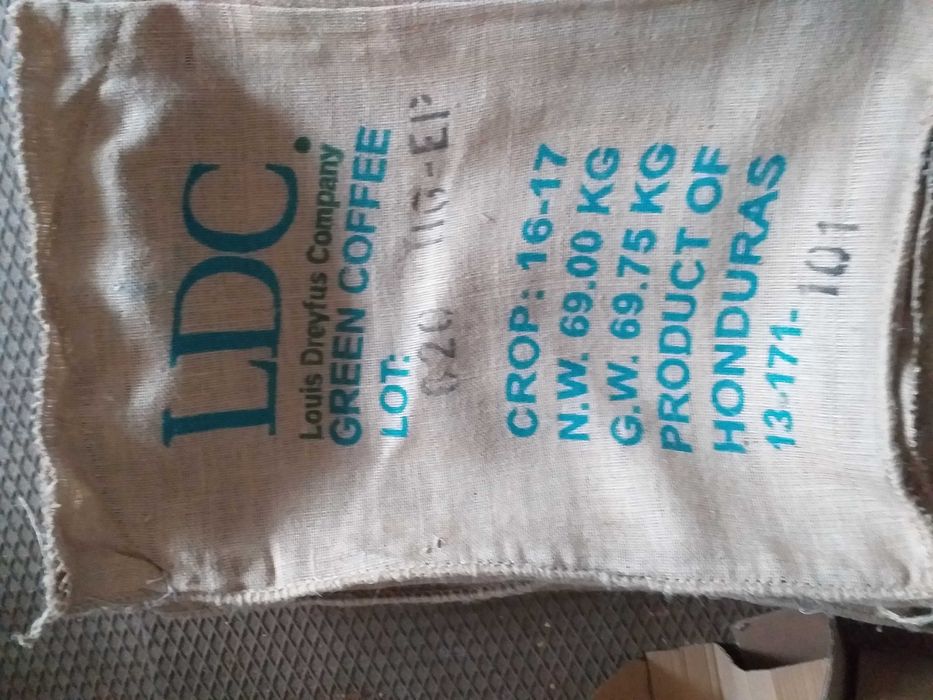 LDC.
Louis Dreyfus Company
GREEN COFFEE
LOT:
CROP: 16-17
N.W. 69.00 KG
G.W. 69.75 KG
PRODUCT OF
HONDURAS
13-171- 101